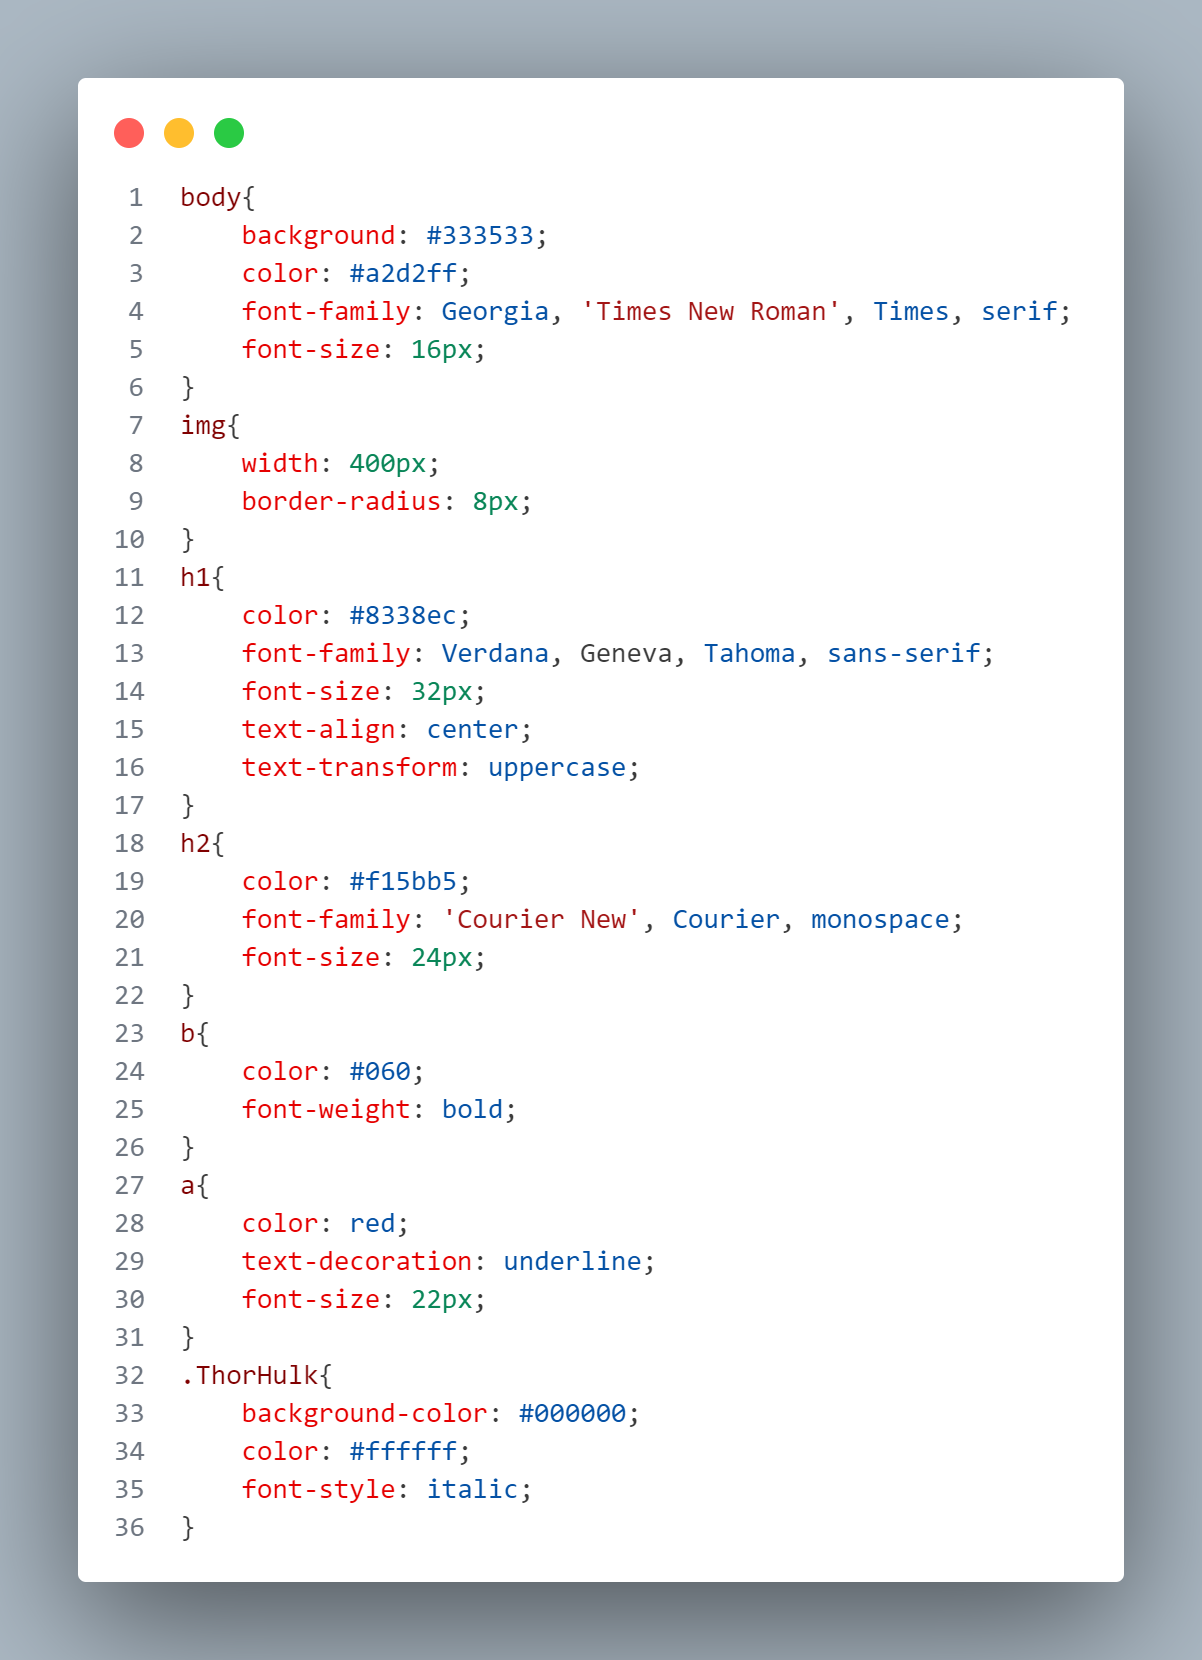 1 body{
2     background: #333533;
3     color: #a2d2ff;
4     font-family: Georgia, 'Times New Roman', Times, serif;
5     font-size: 16px;
6 }
7 img{
8     width: 400px;
9     border-radius: 8px;
10 }
11 h1{
12     color: #8338ec;
13     font-family: Verdana, Geneva, Tahoma, sans-serif;
14     font-size: 32px;
15     text-align: center;
16     text-transform: uppercase;
17 }
18 h2{
19     color: #f15bb5;
20     font-family: 'Courier New', Courier, monospace;
21     font-size: 24px;
22 }
23 b{
24     color: #060;
25     font-weight: bold;
26 }
27 a{
28     color: red;
29     text-decoration: underline;
30     font-size: 22px;
31 }
32 .ThorHulk{
33     background-color: #000000;
34     color: #ffffff;
35     font-style: italic;
36 }